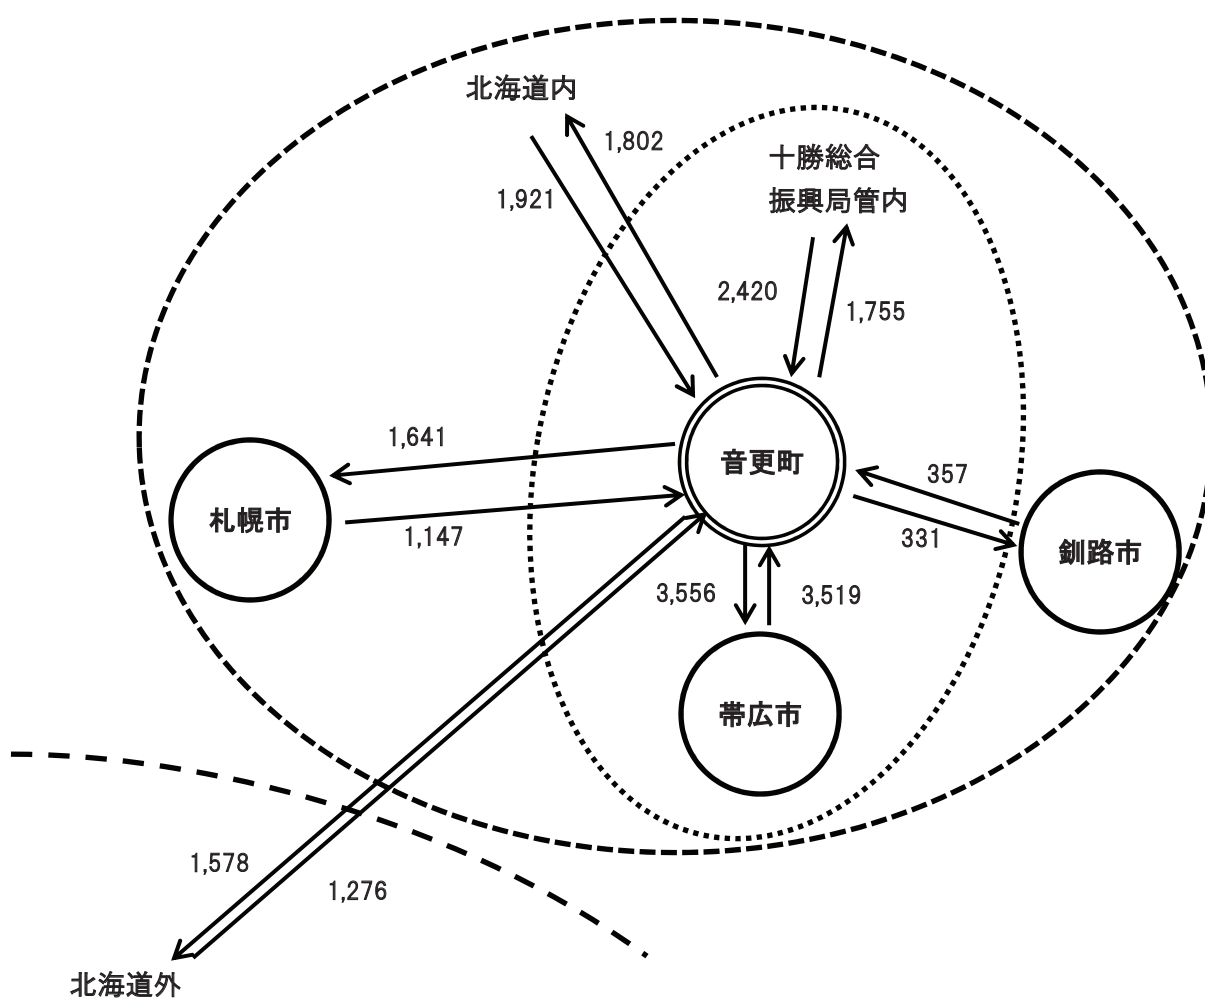 北海道内
1,802
十勝総合
振興局管内
1,921
2,420
1,755
1,641
音更町
357
札幌市
1,147
331
釧路市
3,556
3,519
帯広市
1,578
1,276
北海道外